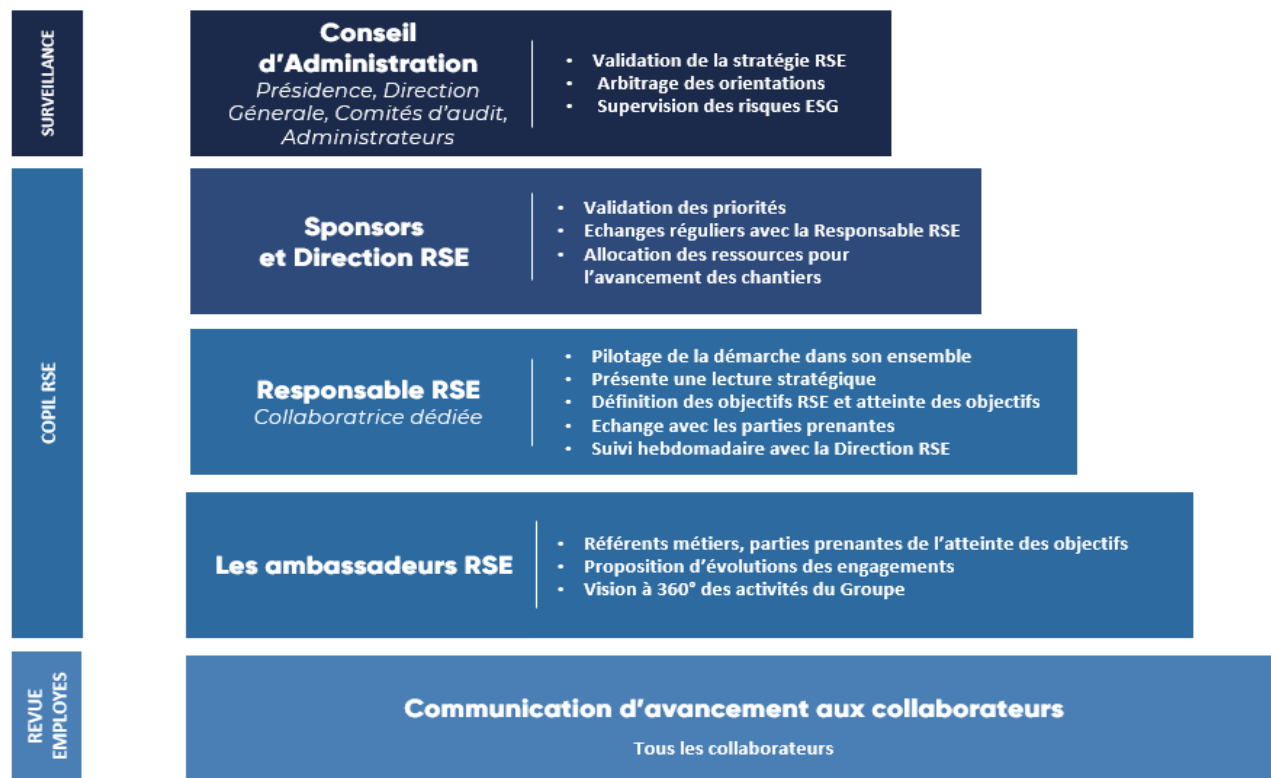 SURVEILLANCE
Conseil
d'Administration
Présidence, Direction
Génerale, Comités d'audit,
Administrateurs
• Validation de la stratégie RSE
• Arbitrage des orientations
• Supervision des risques ESG
COPIL RSE
Sponsors
et Direction RSE
• Validation des priorités
• Echanges réguliers avec la Responsable RSE
• Allocation des ressources pour
l'avancement des chantiers
Responsable RSE
Collaboratrice dédiée
• Pilotage de la démarche dans son ensemble
• Présente une lecture stratégique
• Définition des objectifs RSE et atteinte des objectifs
• Echange avec les parties prenantes
• Suivi hebdomadaire avec la Direction RSE
Les ambassadeurs RSE
• Référents métiers, parties prenantes de l'atteinte des objectifs
• Proposition d'évolutions des engagements
• Vision à 360° des activités du Groupe
REVUE
EMPLOYES
Communication d'avancement aux collaborateurs
Tous les collaborateurs